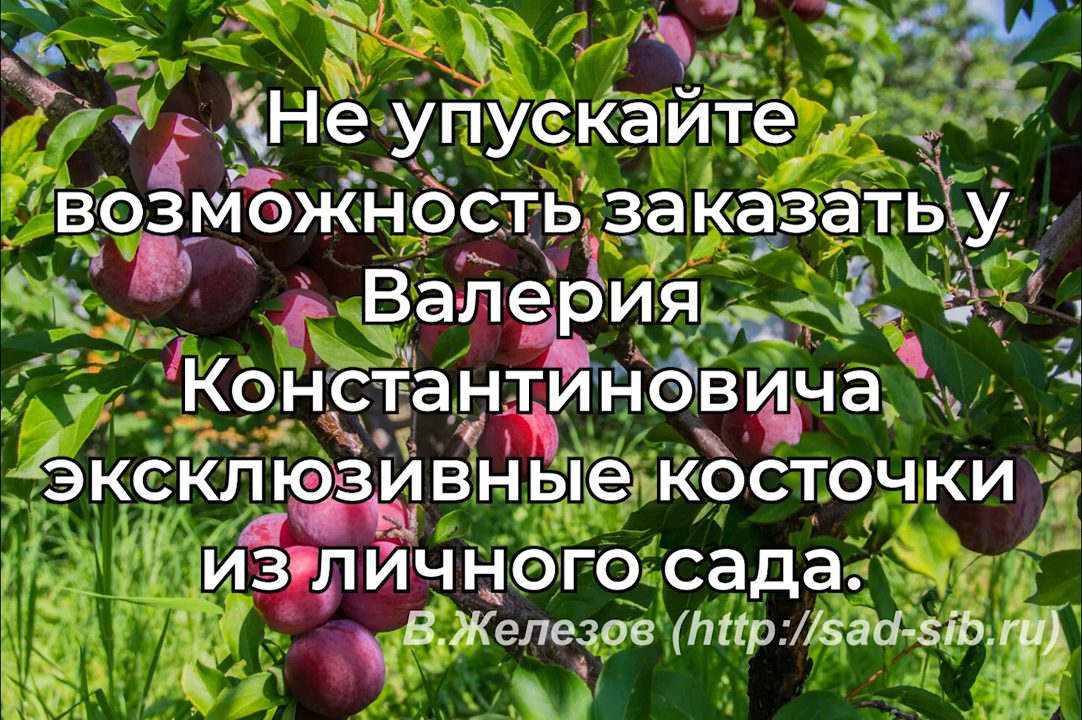 Не упускайте
возможность заказать у
Валерия
Константиновича
эксклюзивные косточки
из личного сада.
В.Железов (http://sad-sib.ru)